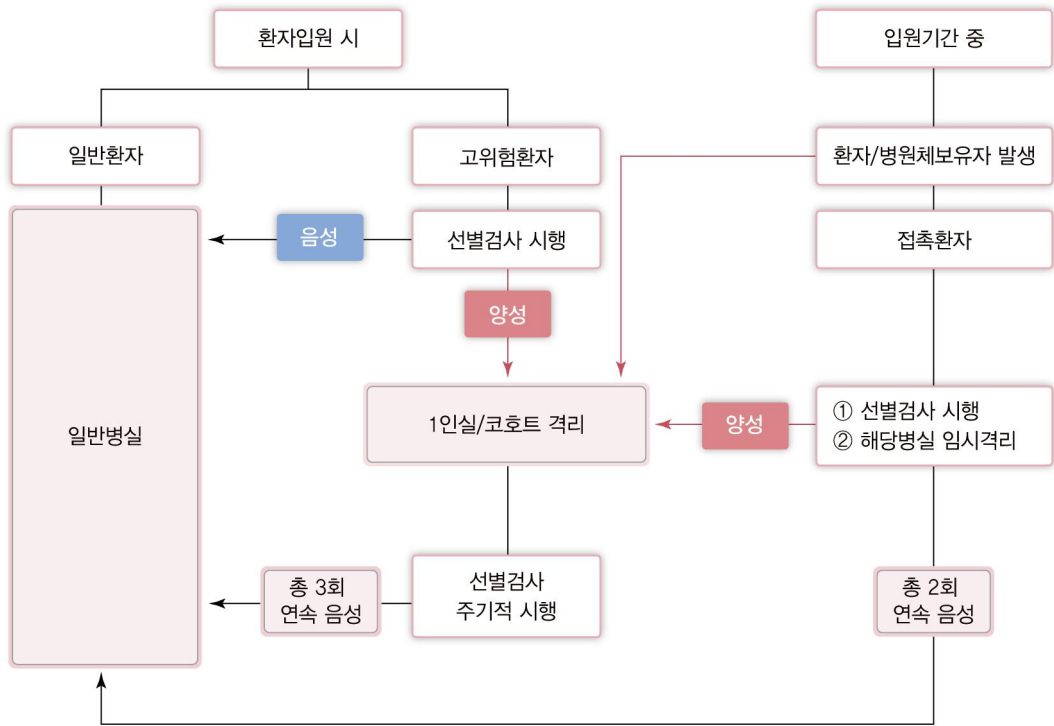 환자입원 시
입원기간 중
일반환자
고위험환자
환자/병원체보유자 발생
음성
선별검사 시행
접촉환자
양성
일반병실
1인실/코호트 격리
양성
① 선별검사 시행
② 해당병실 임시격리
총 3회
연속 음성
선별검사
주기적 시행
총 2회
연속 음성